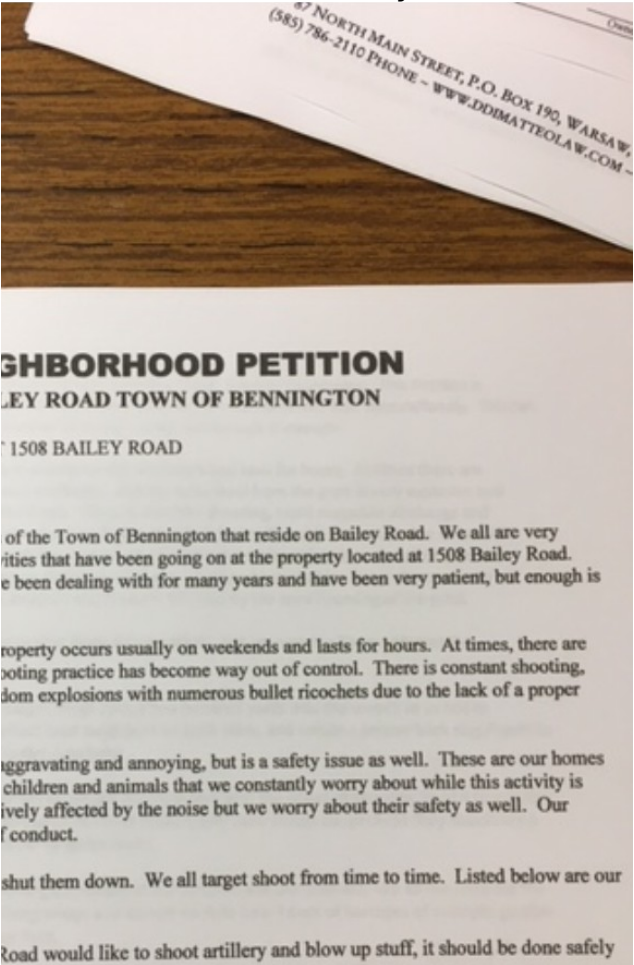 Owne
87 NORTH MAIN STREET, P.O. BOX 190, WARSAW,
(585) 786-2110 PHONE ~ WWW.DDIMATTEOLAW.COM ~
GHBORHOOD PETITION
LEY ROAD TOWN OF BENNINGTON
1508 BAILEY ROAD
of the Town of Bennington that reside on Bailey Road. We all are very
vities that have been going on at the property located at 1508 Bailey Road.
e been dealing with for many years and have been very patient, but enough is
roperty occurs usually on weekends and lasts for hours. At times, there are
ooting practice has become way out of control. There is constant shooting,
dom explosions with numerous bullet ricochets due to the lack of a proper
aggravating and annoying, but is a safety issue as well. These are our homes
children and animals that we constantly worry about while this activity is
ively affected by the noise but we worry about their safety as well. Our
f conduct.
shut them down. We all target shoot from time to time. Listed below are our
Road would like to shoot artillery and blow up stuff, it should be done safely